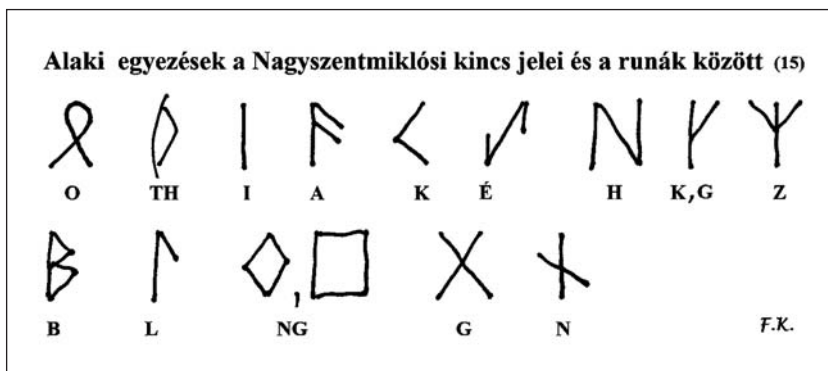 Alaki egyezések a Nagyszentmiklósi kincs jelei és a runák között (15)
O TH I A K É H K,G Z
B L NG G N
F.K.